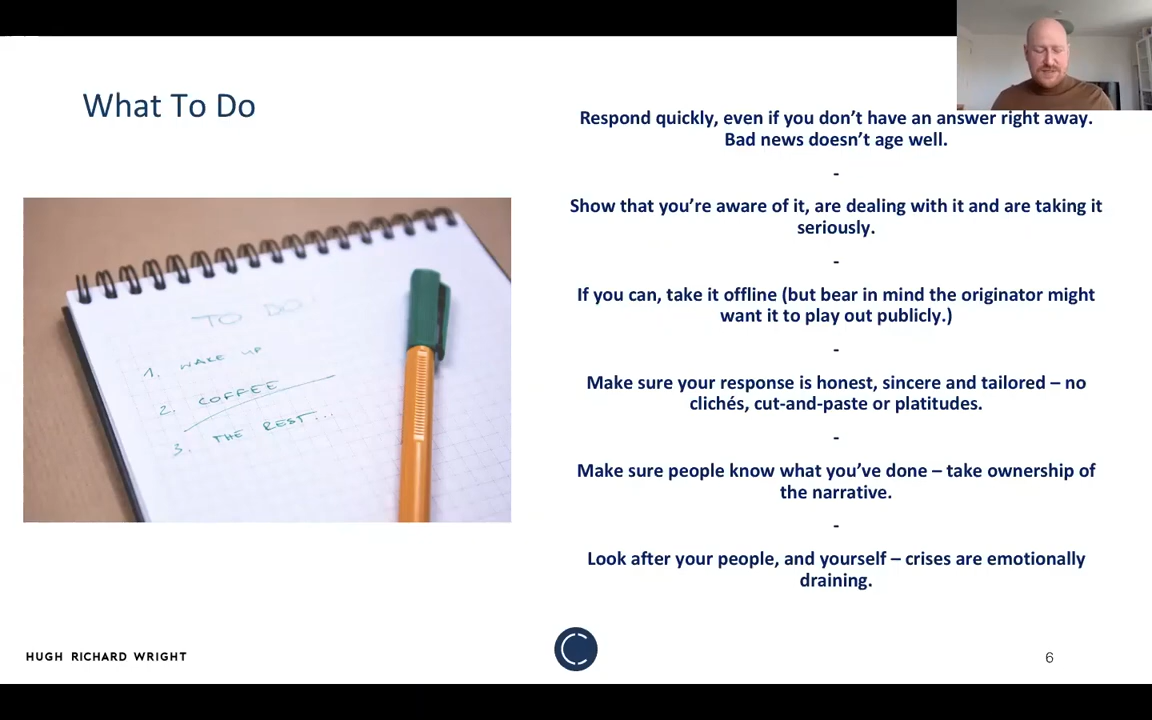 What To Do
Respond quickly, even if you don’t have an answer right away.
Bad news doesn’t age well.
-
Show that you’re aware of it, are dealing with it and are taking it
seriously.
-
If you can, take it offline (but bear in mind the originator might
want it to play out publicly.)
-
Make sure your response is honest, sincere and tailored – no
clichés, cut-and-paste or platitudes.
-
Make sure people know what you’ve done – take ownership of
the narrative.
-
Look after your people, and yourself – crises are emotionally
draining.
TO DO
1. WAKE UP
2. COFFEE
3. THE REST...
HUGH RICHARD WRIGHT
6